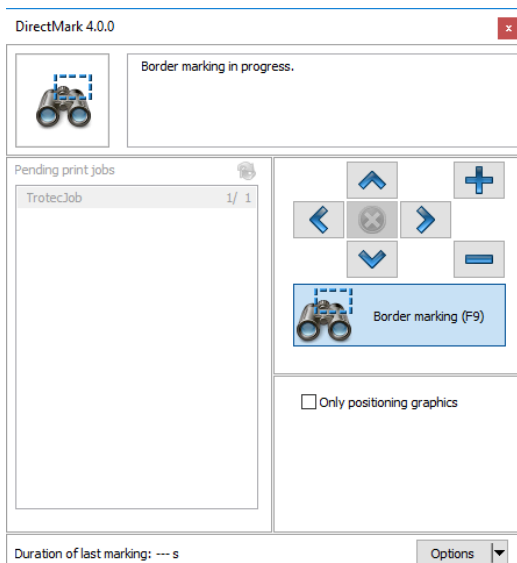 DirectMark 4.0.0
x
Border marking in progress.
Pending print jobs
TrotecJob 1/ 1
Border marking (F9)
Only positioning graphics
Duration of last marking: --- s
Options